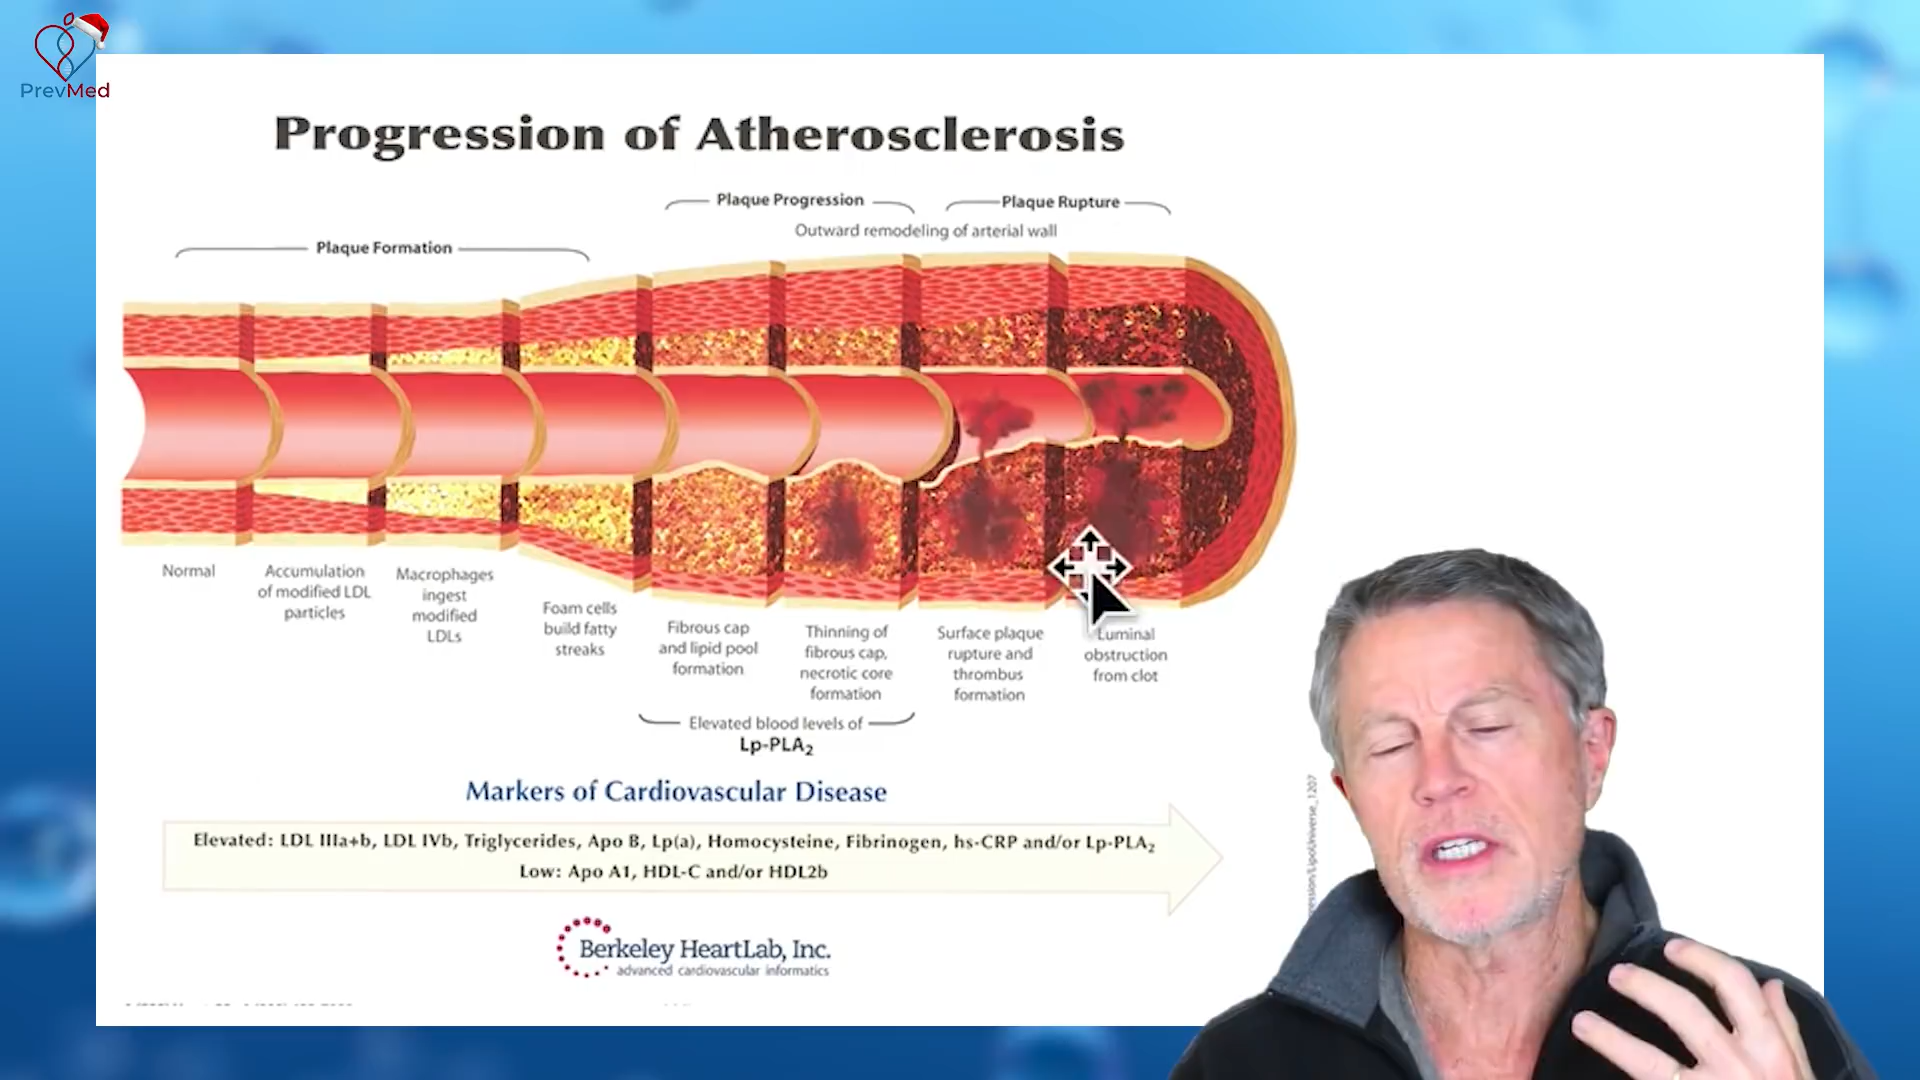 PrevMed
Progression of Atherosclerosis
Plaque Progression
Plaque Rupture
Outward remodeling of arterial wall
Plaque Formation
Normal
Accumulation
of modified LDL
particles
Macrophages
ingest
modified
LDLs
Foam cells
build fatty
streaks
Fibrous cap
and lipid pool
formation
Thinning of
fibrous cap,
necrotic core
formation
Surface plaque
rupture and
thrombus
formation
Luminal
obstruction
from clot
Elevated blood levels of
Lp-PLA₂
Markers of Cardiovascular Disease
Elevated: LDL IIIa+b, LDL IVb, Triglycerides, Apo B, Lp(a), Homocysteine, Fibrinogen, hs-CRP and/or Lp-PLA₂
Low: Apo A1, HDL-C and/or HDL2b
Berkeley HeartLab, Inc.
advanced cardiovascular informatics